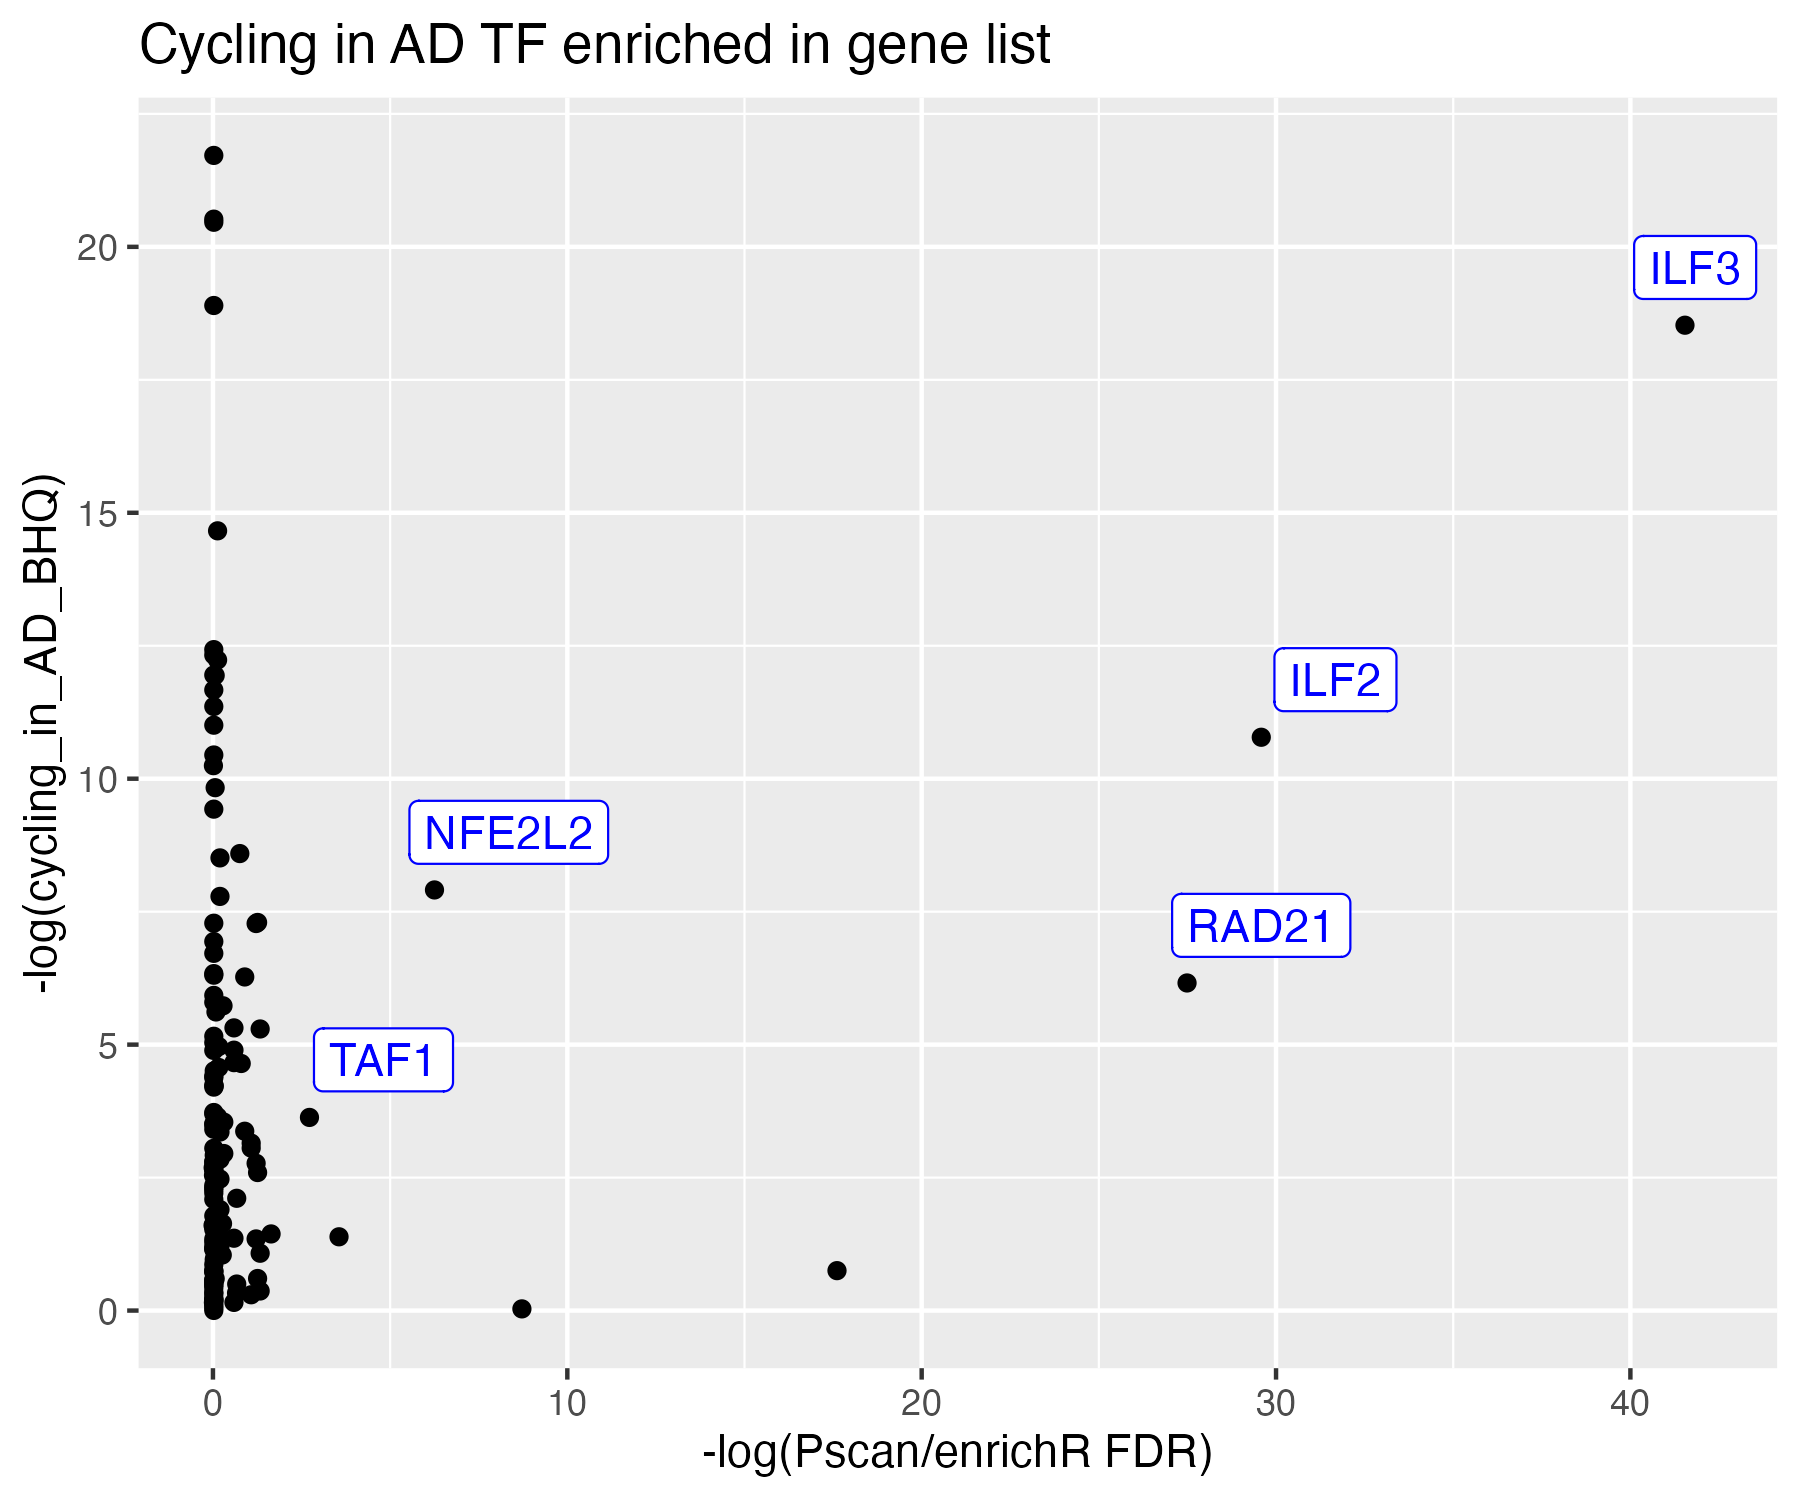 Cycling in AD TF enriched in gene list
-log(cycling_in_AD_BHQ)
20
15
10
5
0
ILF3
ILF2
NFE2L2
RAD21
TAF1
0 10 20 30 40
-log(Pscan/enrichR FDR)